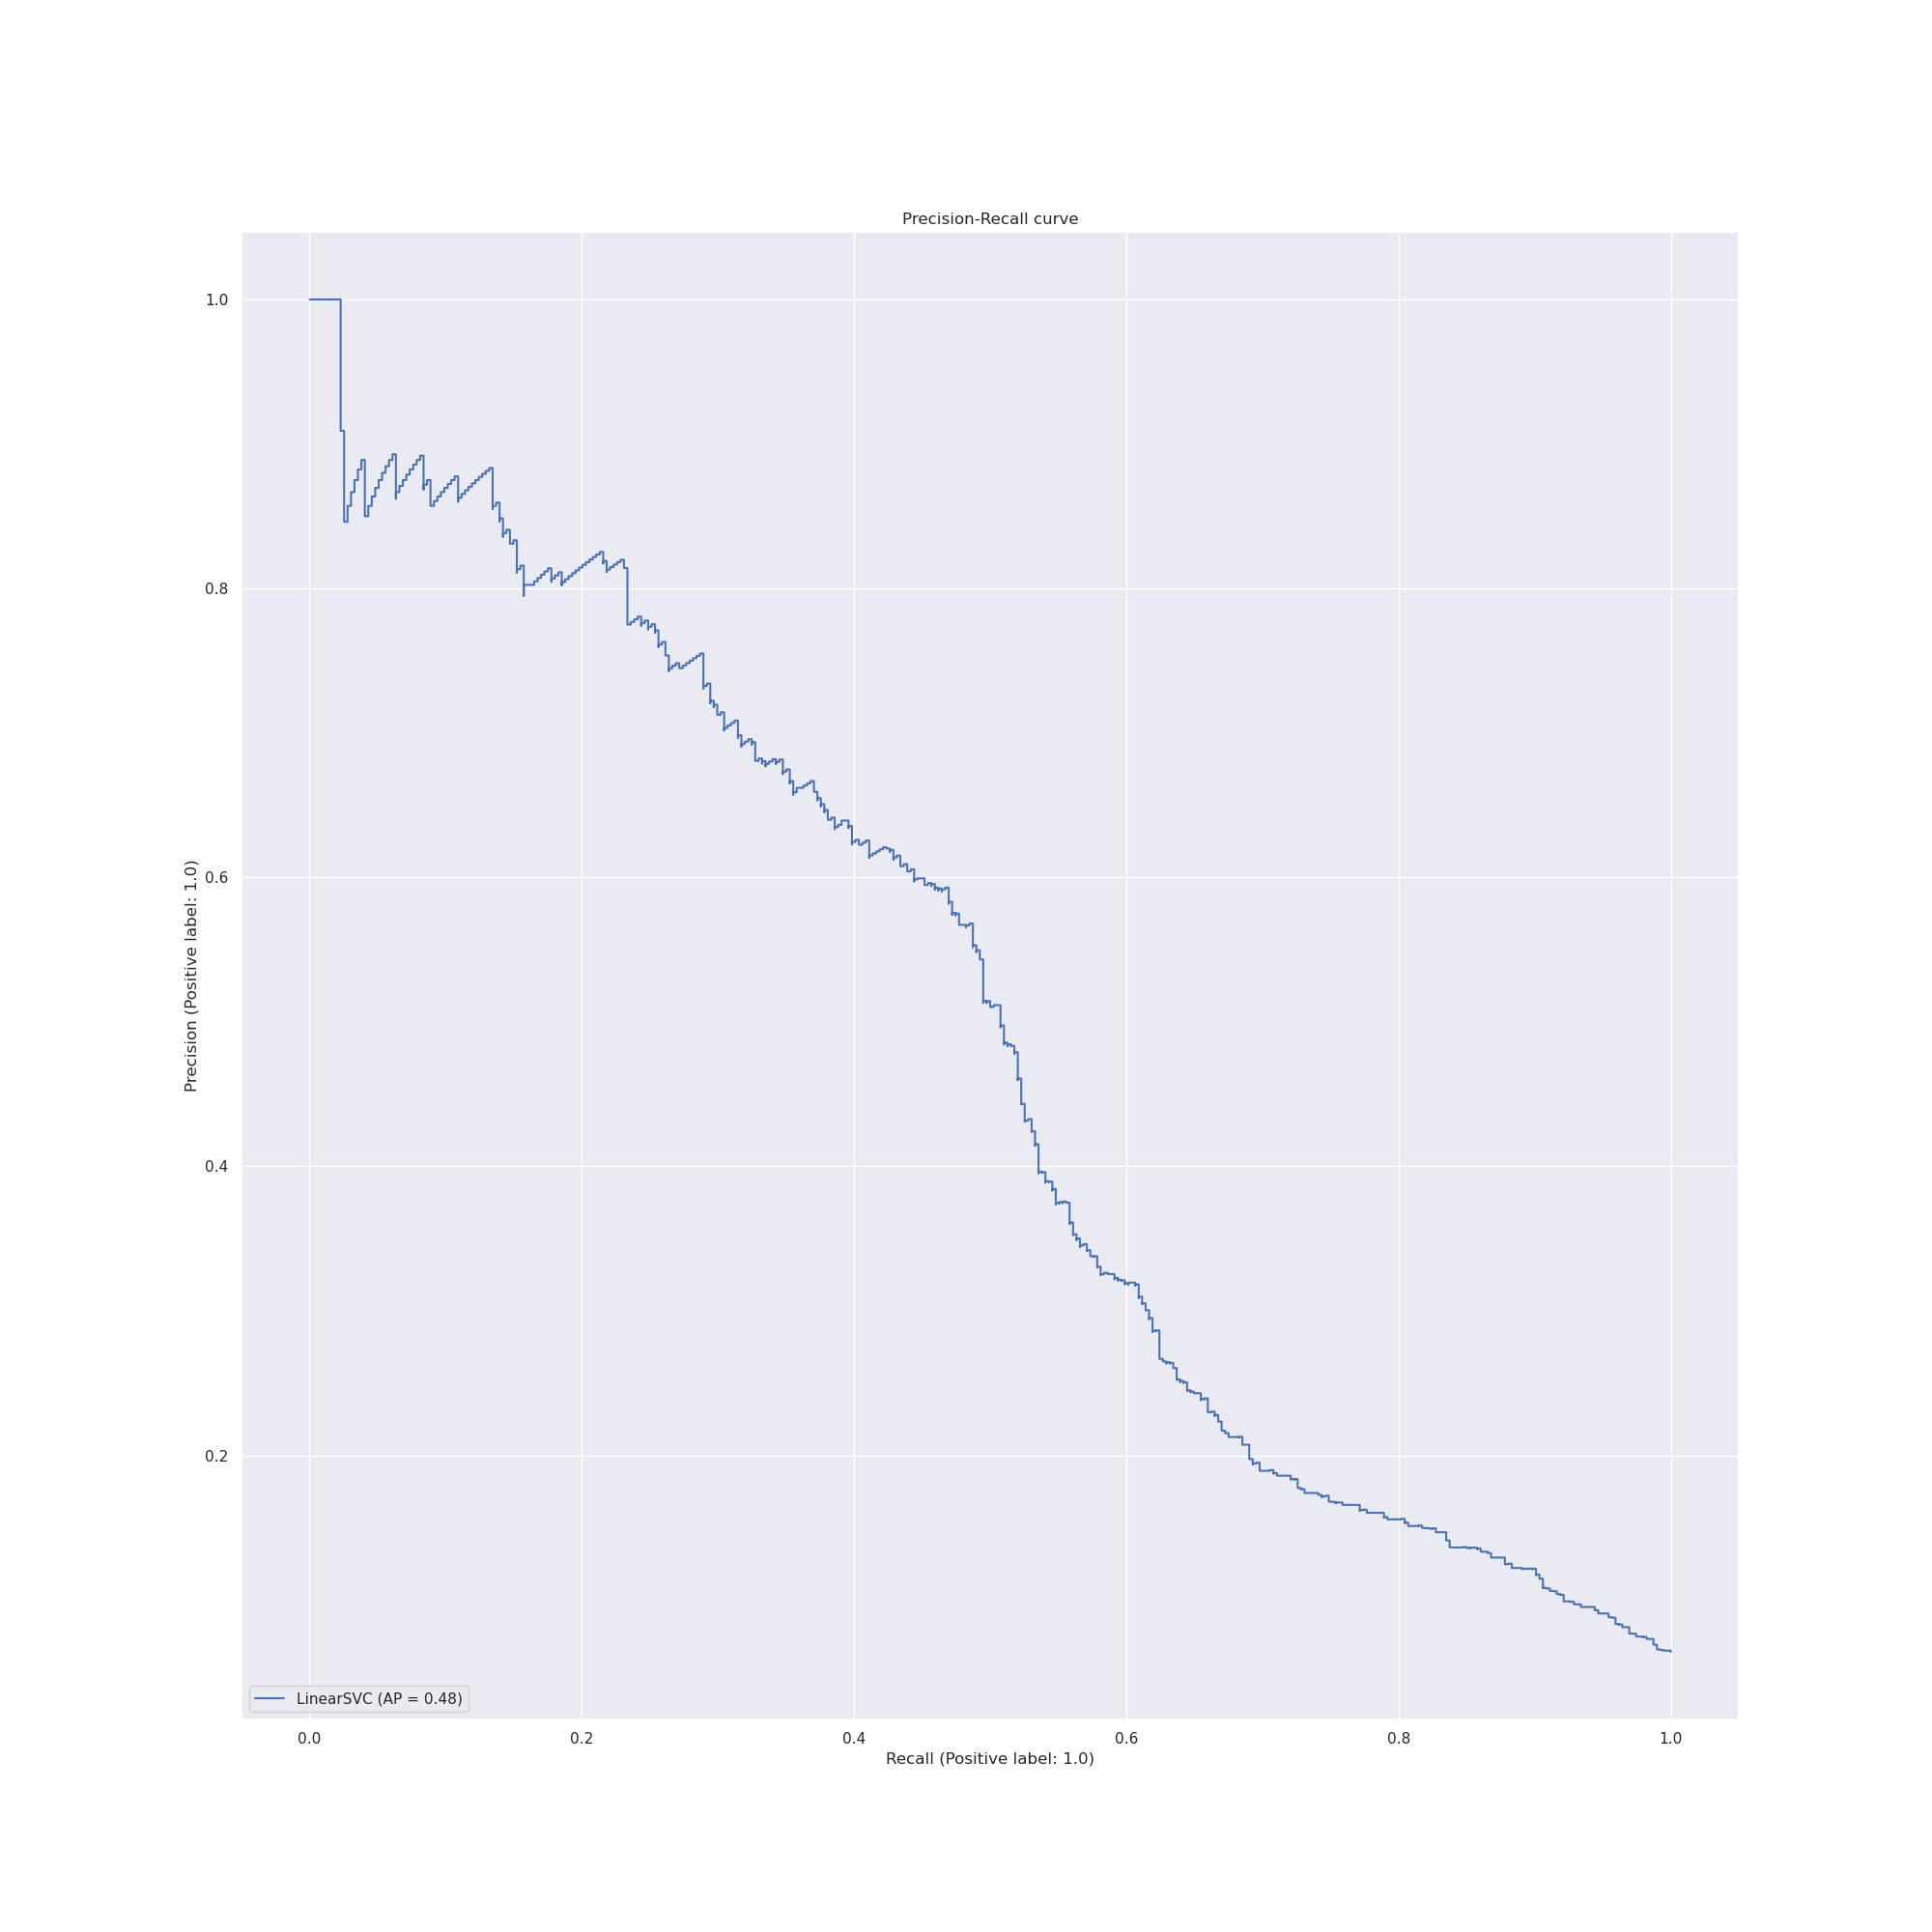 Precision-Recall curve
1.0
0.8
0.6
0.4
0.2
Precision (Positive label: 1.0)
LinearSVC (AP = 0.48)
0.0 0.2 0.4 0.6 0.8 1.0
Recall (Positive label: 1.0)